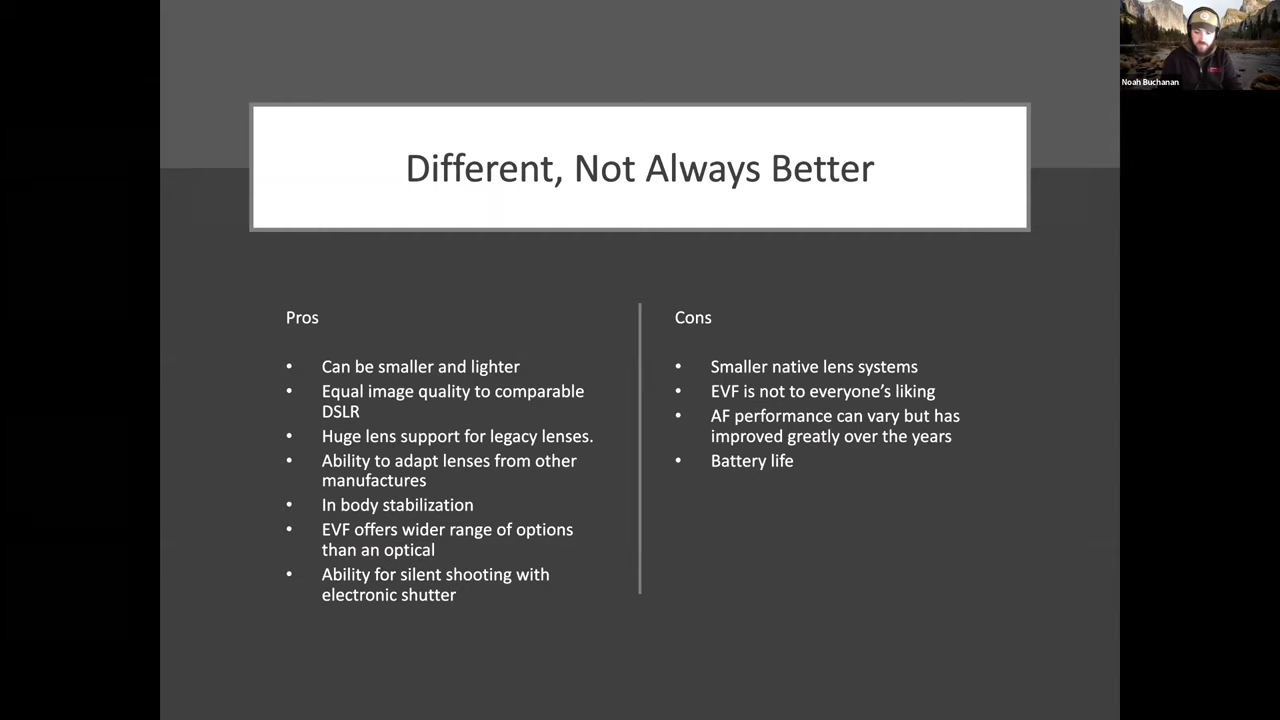 Noah Buchanan
Different, Not Always Better
Pros
• Can be smaller and lighter
• Equal image quality to comparable
DSLR
• Huge lens support for legacy lenses.
• Ability to adapt lenses from other
manufactures
• In body stabilization
• EVF offers wider range of options
than an optical
• Ability for silent shooting with
electronic shutter
Cons
• Smaller native lens systems
• EVF is not to everyone's liking
• AF performance can vary but has
improved greatly over the years
• Battery life